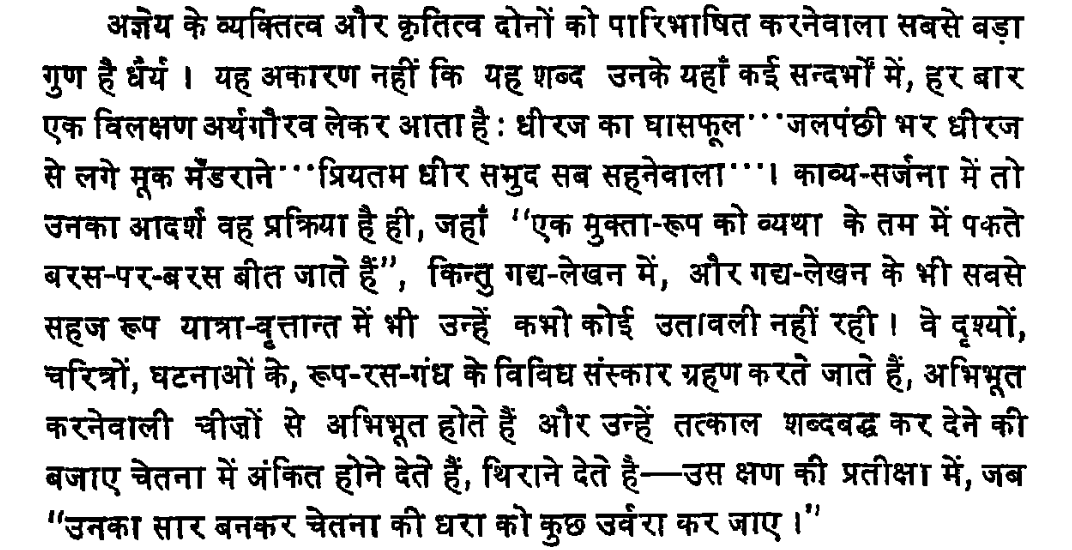 अज्ञेय के व्यक्तित्व और कृतित्व दोनों को पारिभाषित करनेवाला सबसे बड़ा
गुण है धैर्य । यह अकारण नहीं कि यह शब्द उनके यहाँ कई सन्दर्भों में, हर बार
एक विलक्षण अर्थगौरव लेकर आता है : धीरज का घासफूल···जलपंछी भर धीरज
से लगे मूक मँडराने···प्रियतम धीर समुद सब सहनेवाला···। काव्य-सर्जना में तो
उनका आदर्श वह प्रक्रिया है ही, जहाँ “एक मुक्ता-रूप को व्यथा के तम में पकते
बरस-पर-बरस बीत जाते हैं”, किन्तु गद्य-लेखन में, और गद्य-लेखन के भी सबसे
सहज रूप यात्रा-वृत्तान्त में भी उन्हें कभी कोई उतावली नहीं रही । वे दृश्यों,
चरित्रों, घटनाओं के, रूप-रस-गंध के विविध संस्कार ग्रहण करते जाते हैं, अभिभूत
करनेवाली चीज़ों से अभिभूत होते हैं और उन्हें तत्काल शब्दबद्ध कर देने की
बजाए चेतना में अंकित होने देते हैं, थिराने देते है—उस क्षण की प्रतीक्षा में, जब
“उनका सार बनकर चेतना की धरा को कुछ उर्वरा कर जाए ।”